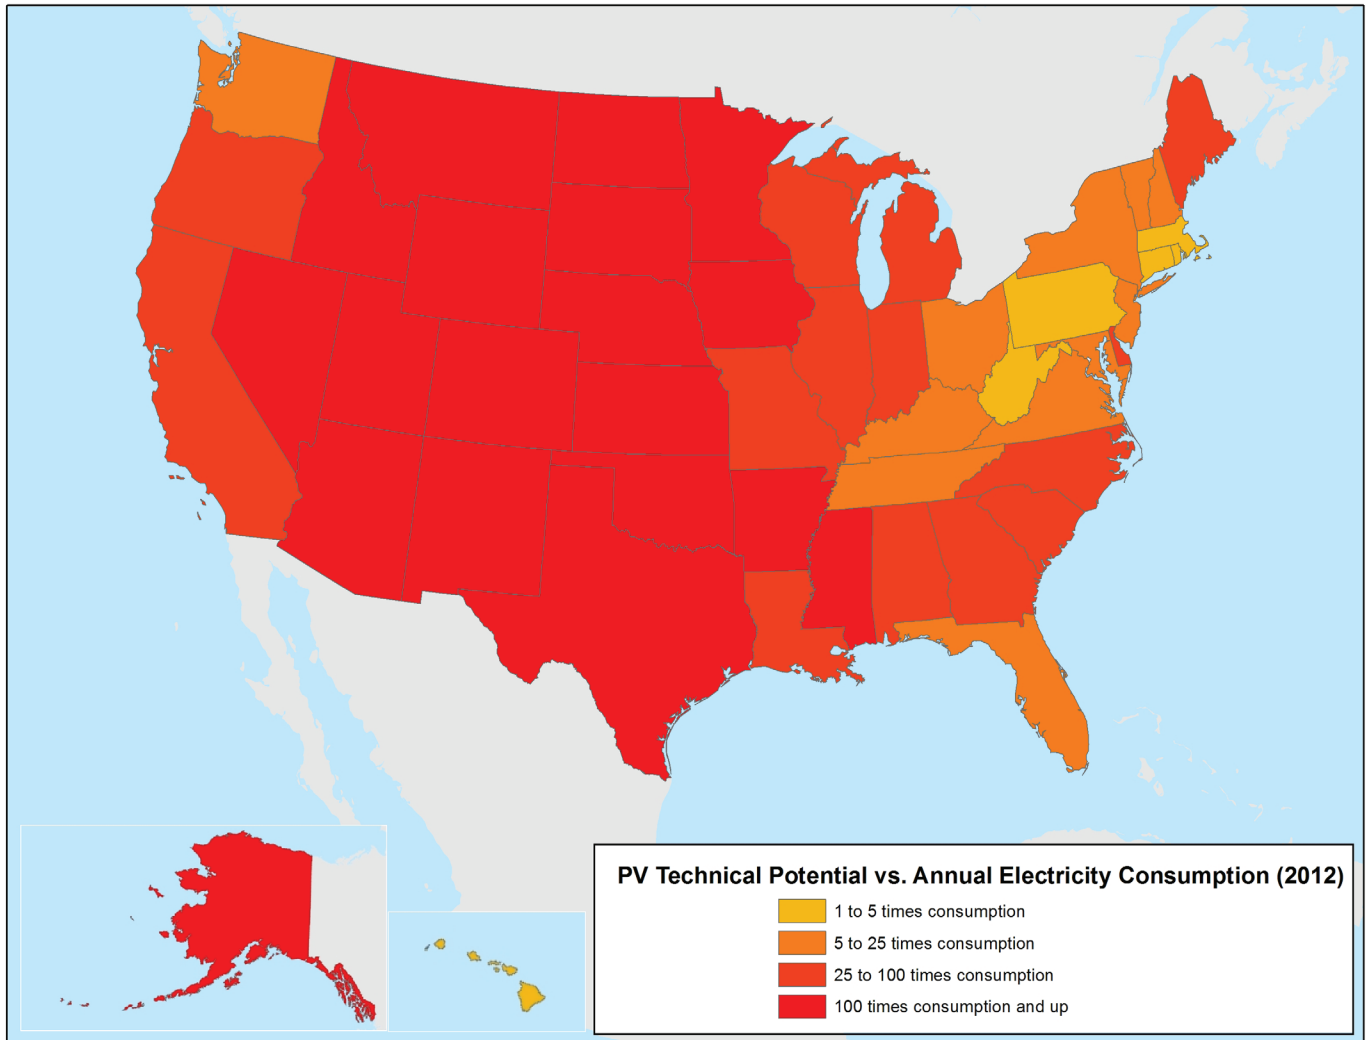 PV Technical Potential vs. Annual Electricity Consumption (2012)
1 to 5 times consumption
5 to 25 times consumption
25 to 100 times consumption
100 times consumption and up